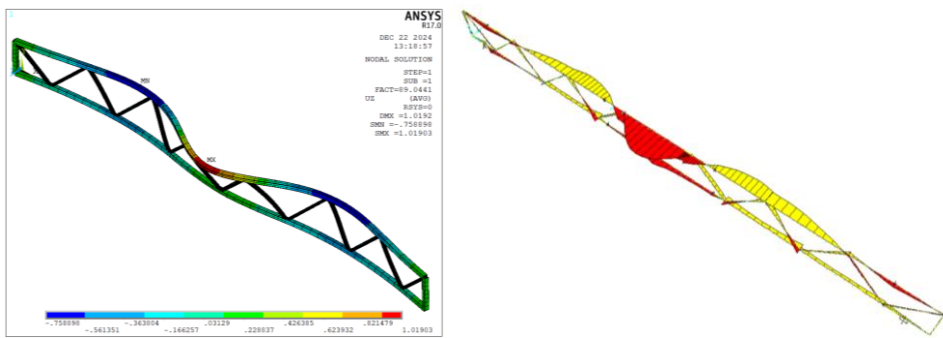 1
ANSYS
R17.0
DEC 22 2024
13:18:57
NODAL SOLUTION
STEP=1
SUB =1
FACT=89.0441
UZ (AVG)
RSYS=0
DMX =1.0192
SMN =-.758898
SMX =1.01903
MN
MX
-.758898 -.363804 .03129 .426385 .821479
-.561351 -.166257 .228837 .623932 1.01903